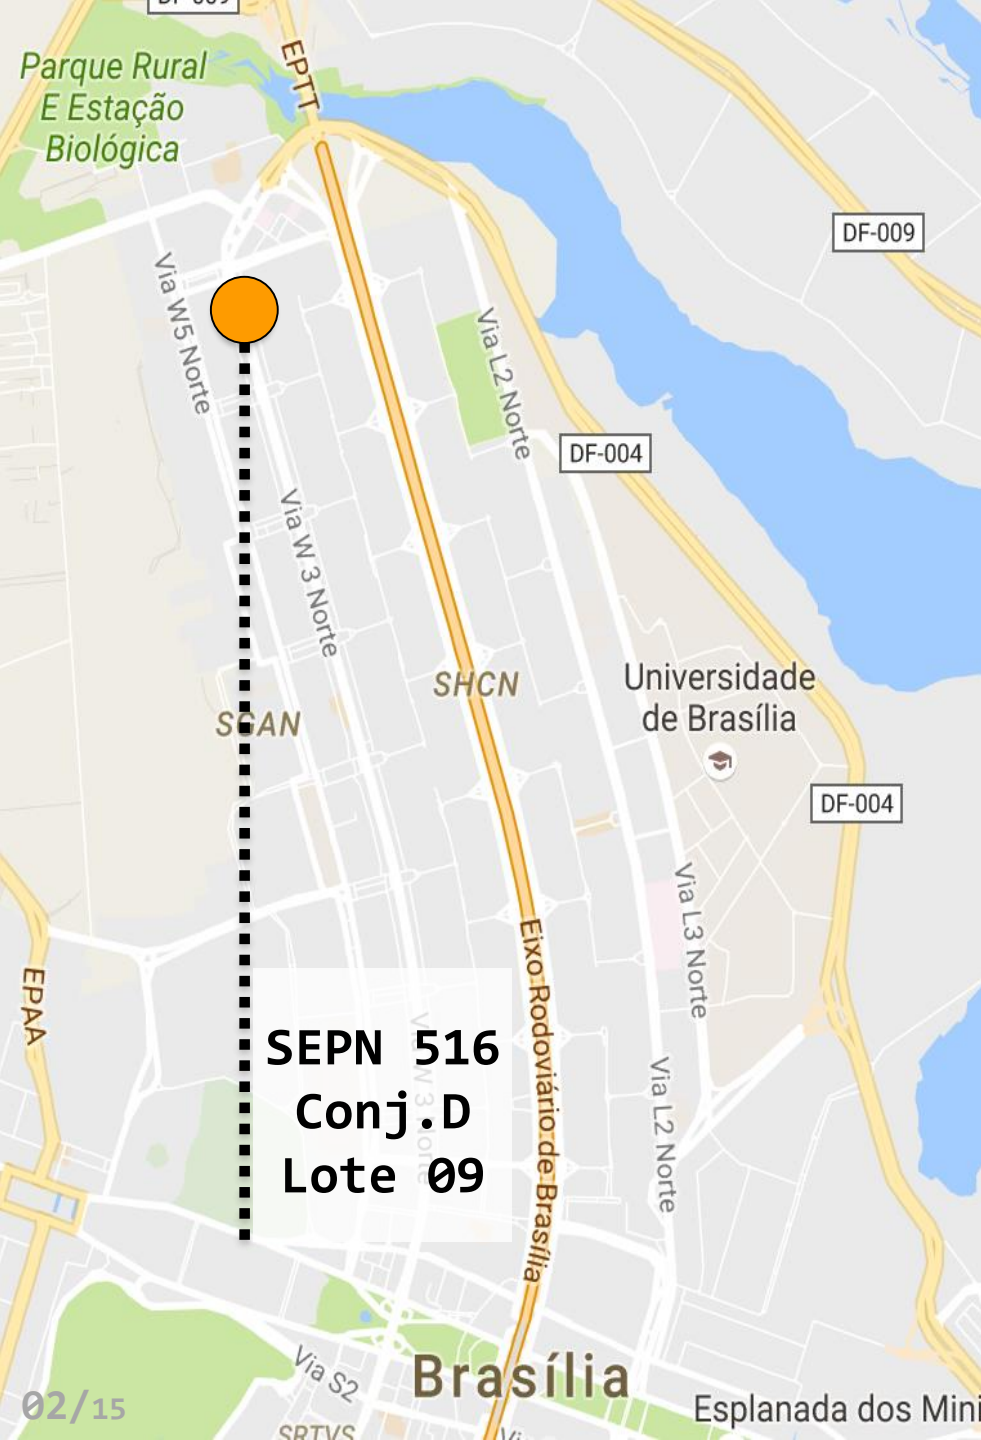 EPTT
Parque Rural
E Estação
Biológica
DF-009
Via W5 Norte
Via L2 Norte
DF-004
Via W 3 Norte
SHCN
Universidade
de Brasília
SGAN
DF-004
Via L3 Norte
Eixo Rodoviário de Brasília
EPAA
SEPN 516
Conj.D
Lote 09
Via L2 Norte
Via S2
Brasília
02/15
Esplanada dos Mini
SRTVS